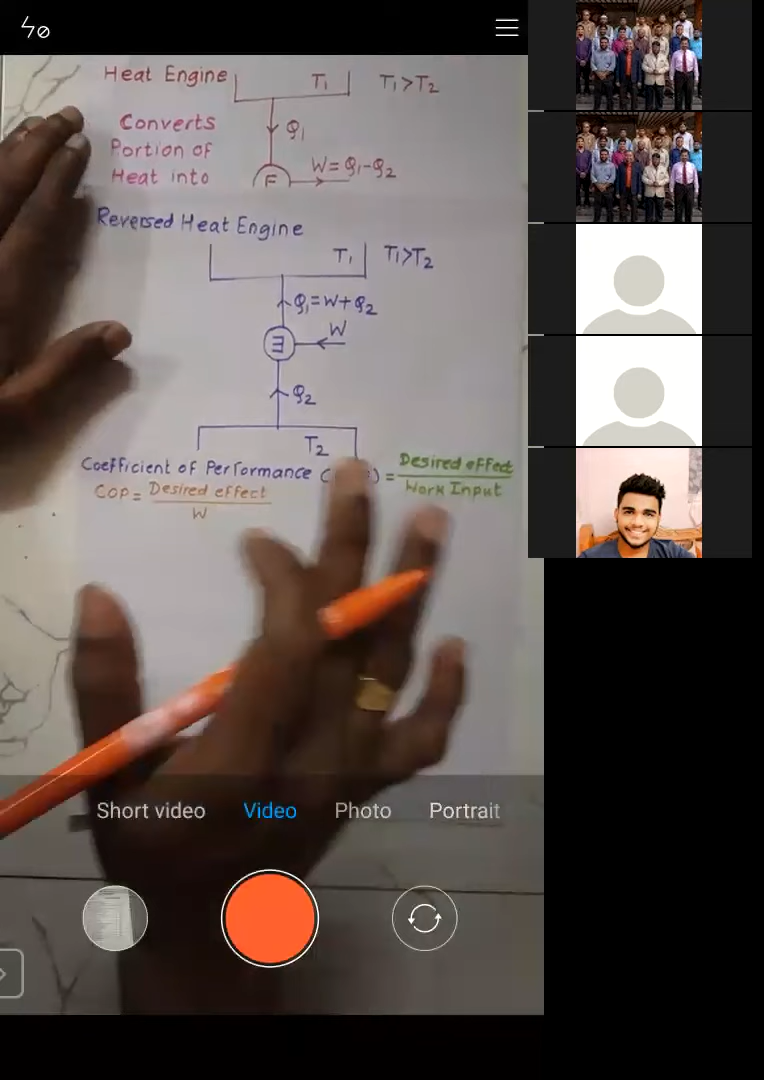 Heat Engine T1 T1>T2
Converts Q1
Portion of
Heat into W=Q1-Q2
E
Reversed Heat Engine
T1 T1>T2
Q1=W+Q2
W
E
Q2
T2
Coefficient of Performance ( ) = Desired effect
Work Input
COP = Desired effect
W
Short video Video Photo Portrait